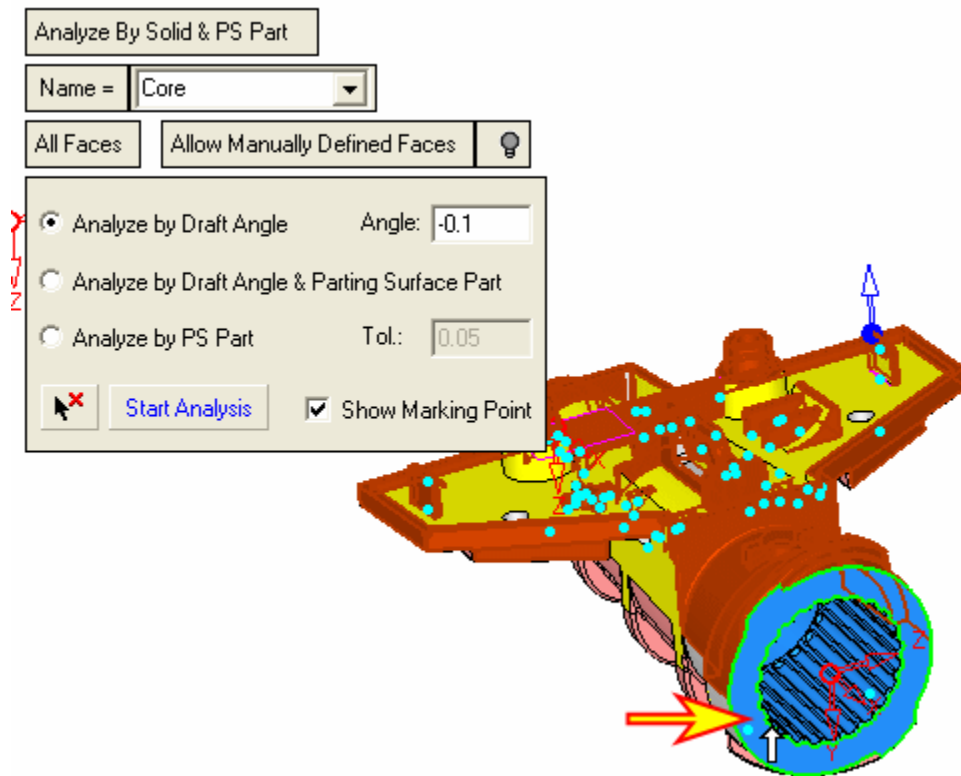 Analyze By Solid & PS Part
Name = Core
All Faces Allow Manually Defined Faces
Analyze by Draft Angle Angle: -0.1
Analyze by Draft Angle & Parting Surface Part
Analyze by PS Part Tol.: 0.05
Start Analysis Show Marking Point
Z
X
Z
Z
X
Y